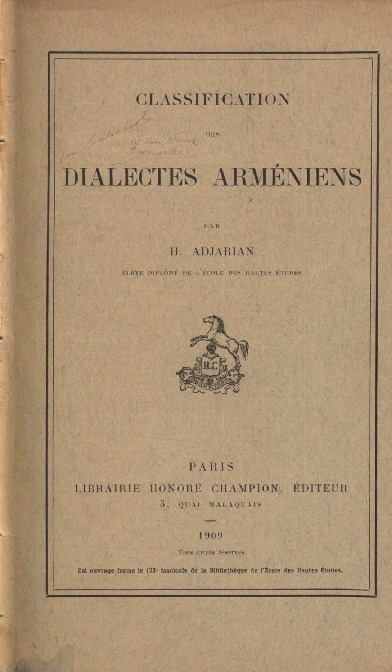 CLASSIFICATION
DES
DIALECTES ARMÉNIENS
PAR
H. ADJARIAN
ÉLÈVE DIPLÔMÉ DE L'ÉCOLE DES HAUTES ÉTUDES
H.C
PARIS
LIBRAIRIE HONORÉ CHAMPION, ÉDITEUR
5, QUAI MALAQUAIS
1909
Tous droits réservés
Cet ouvrage forme le 173e fascicule de la Bibliothèque de l'École des Hautes Études.